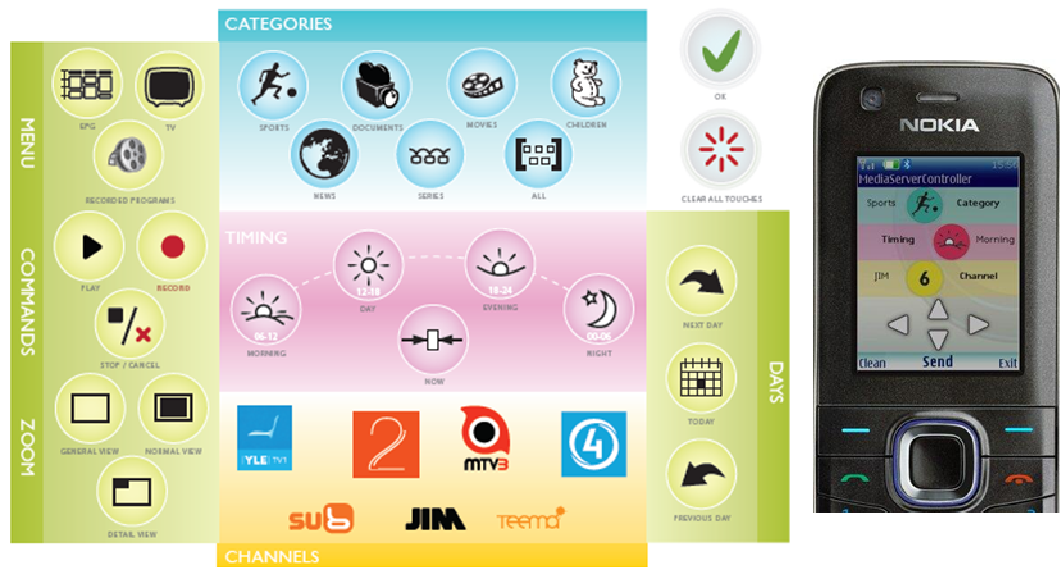 CATEGORIES
MENU
EPG
TV
RECORDED PROGRAMS
COMMANDS
PLAY
RECORD
STOP / CANCEL
ZOOM
GENERAL VIEW
NORMAL VIEW
DETAIL VIEW
SPORTS
DOCUMENTS
MOVIES
CHILDREN
NEWS
SERIES
ALL
OK
CLEAR ALL TOUCHES
TIMING
06-12
MORNING
12-18
DAY
18-24
EVENING
00-06
NIGHT
NOW
DAYS
NEXT DAY
TODAY
PREVIOUS DAY
YLE TV1
2
MTV3
4
SUb
JIM
TEEMa
CHANNELS
NOKIA
15:54
MediaServerController
Sports Category
Timing Morning
JIM 6 Channel
Clean Send Exit